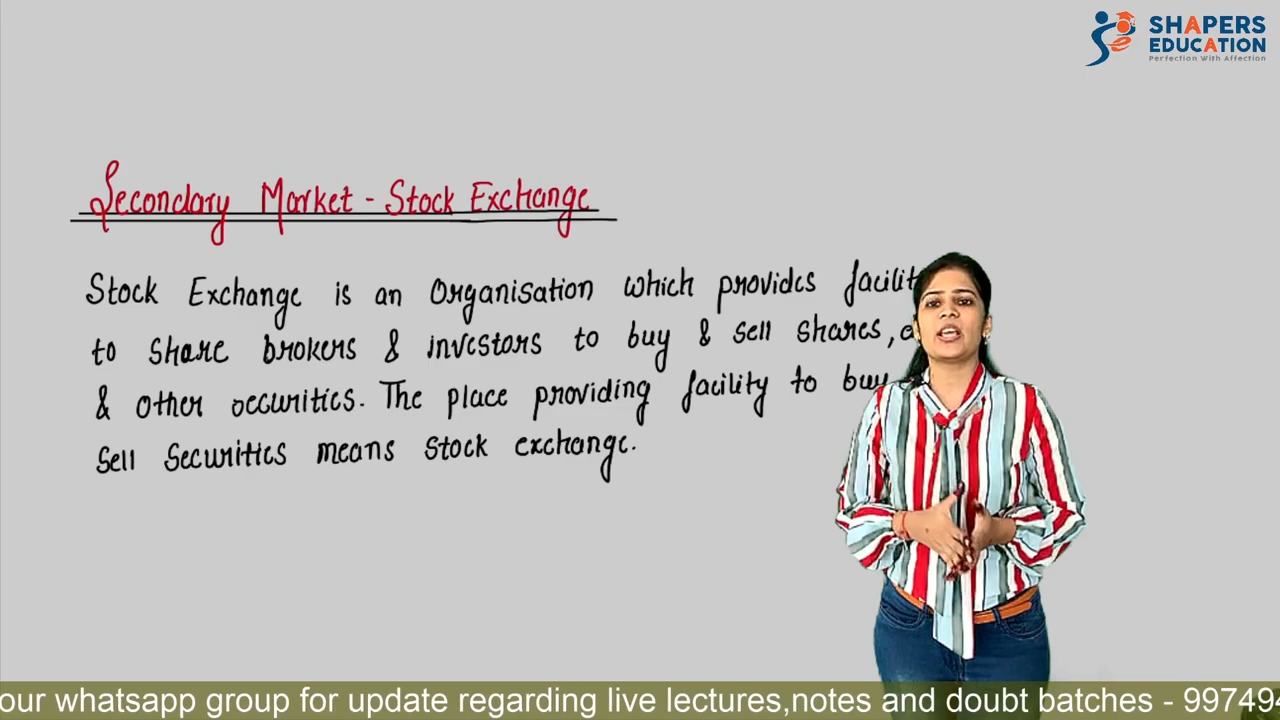 SHAPERS
EDUCATION
Perfection With Affection
Secondary Market - Stock Exchange
Stock Exchange is an Organisation which provides
to share brokers & investors to buy & sell shares,
& other securities. The place providing facility to buy
Sell Securities means stock exchange.
our whatsapp group for update regarding live lectures,notes and doubt batches - 99749